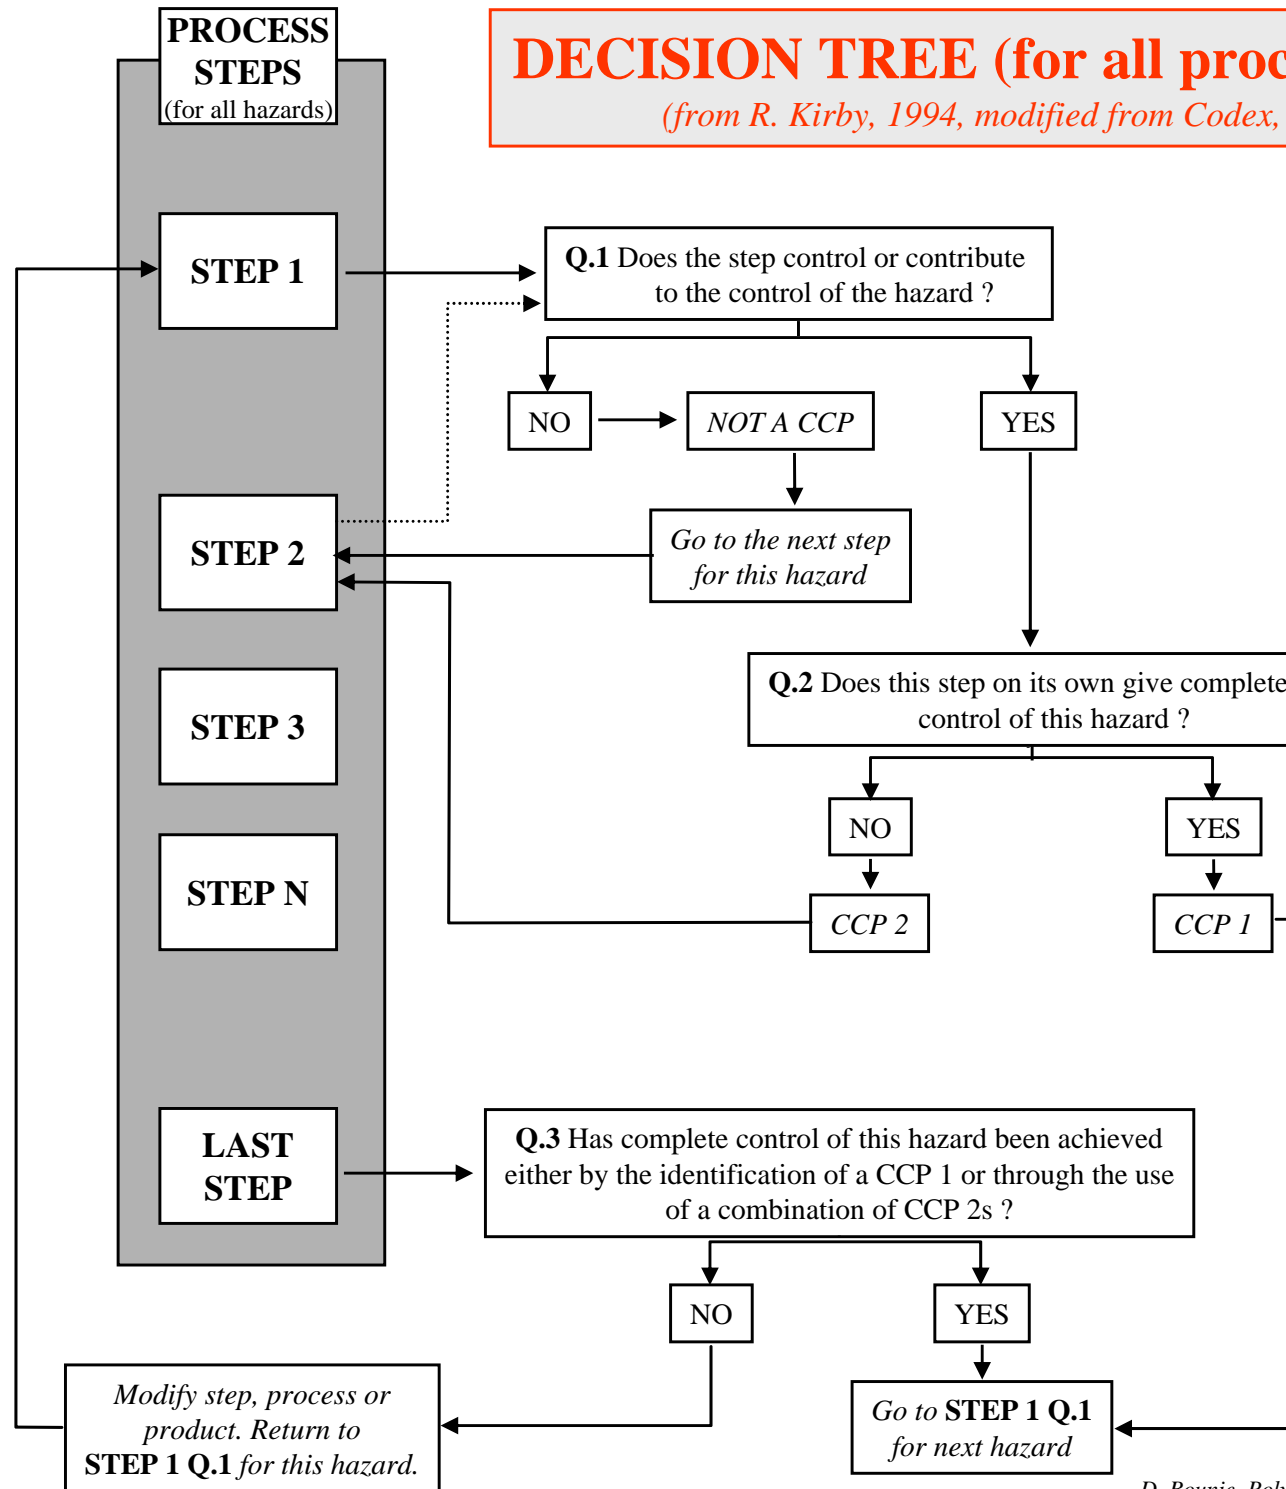 PROCESS
STEPS
(for all hazards)
DECISION TREE (for all proc
(from R. Kirby, 1994, modified from Codex,
STEP 1
Q.1 Does the step control or contribute
to the control of the hazard ?
NO
NOT A CCP
YES
STEP 2
Go to the next step
for this hazard
Q.2 Does this step on its own give complete
control of this hazard ?
STEP 3
NO
YES
STEP N
CCP 2
CCP 1
LAST
STEP
Q.3 Has complete control of this hazard been achieved
either by the identification of a CCP 1 or through the use
of a combination of CCP 2s ?
NO
YES
Modify step, process or
product. Return to
STEP 1 Q.1 for this hazard.
Go to STEP 1 Q.1
for next hazard